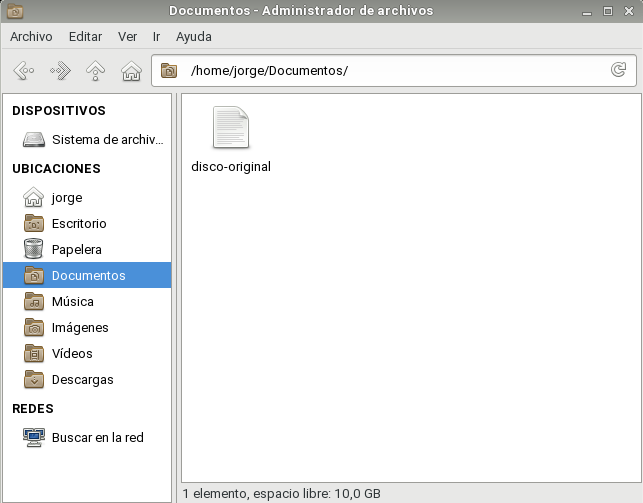 Documentos - Administrador de archivos
Archivo Editar Ver Ir Ayuda
/home/jorge/Documentos/
DISPOSITIVOS
Sistema de archiv...
UBICACIONES
jorge
Escritorio
Papelera
Documentos
Música
Imágenes
Vídeos
Descargas
REDES
Buscar en la red
disco-original
1 elemento, espacio libre: 10,0 GB